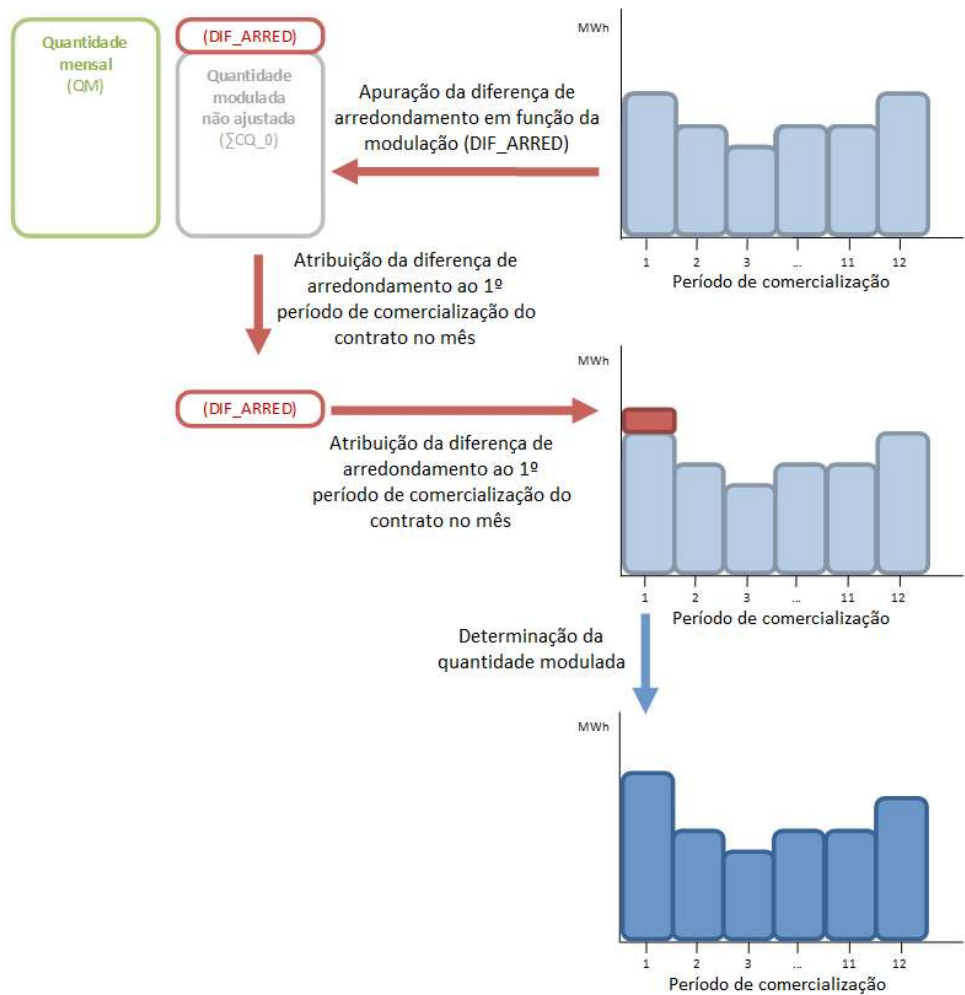 Quantidade
mensal
(QM)
(DIF_ARRED)
Quantidade
modulada
não ajustada
(∑CQ_0)
Apuração da diferença de
arredondamento em função da
modulação (DIF_ARRED)
MWh
1 2 3 ... 11 12
Período de comercialização
Atribuição da diferença de
arredondamento ao 1º
período de comercialização do
contrato no mês
(DIF_ARRED)
Atribuição da diferença de
arredondamento ao 1º
período de comercialização do
contrato no mês
MWh
1 2 3 ... 11 12
Período de comercialização
Determinação da
quantidade modulada
MWh
1 2 3 ... 11 12
Período de comercialização